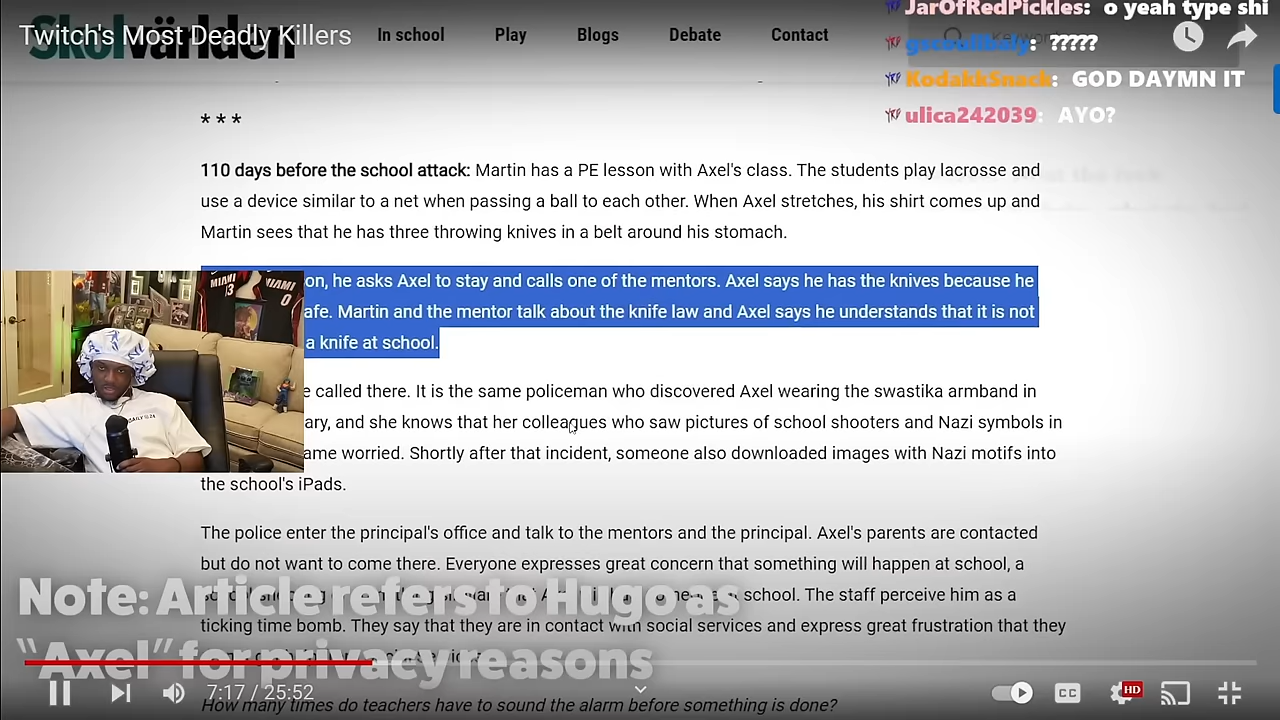 Twitch's Most Deadly Killers
Skolvärlden
In school
Play
Blogs
Debate
Contact
JarOfRedPickles: o yeah type shi
: ?????
KodakkSnack: GOD DAYMN IT
ulica242039: AYO?
* * *
110 days before the school attack: Martin has a PE lesson with Axel's class. The students play lacrosse and
use a device similar to a net when passing a ball to each other. When Axel stretches, his shirt comes up and
Martin sees that he has three throwing knives in a belt around his stomach.
on, he asks Axel to stay and calls one of the mentors. Axel says he has the knives because he
afe. Martin and the mentor talk about the knife law and Axel says he understands that it is not
a knife at school.
e called there. It is the same policeman who discovered Axel wearing the swastika armband in
ary, and she knows that her colleagues who saw pictures of school shooters and Nazi symbols in
ame worried. Shortly after that incident, someone also downloaded images with Nazi motifs into
the school's iPads.
The police enter the principal's office and talk to the mentors and the principal. Axel's parents are contacted
but do not want to come there. Everyone expresses great concern that something will happen at school, a
school. The staff perceive him as a
ticking time bomb. They say that they are in contact with social services and express great frustration that they
Note: Article refers to Hugo as
"Axel" for privacy reasons
How many times do teachers have to sound the alarm before something is done?
7:17 / 25:52
CC
HD
MIAMI
13
MIAMI
0